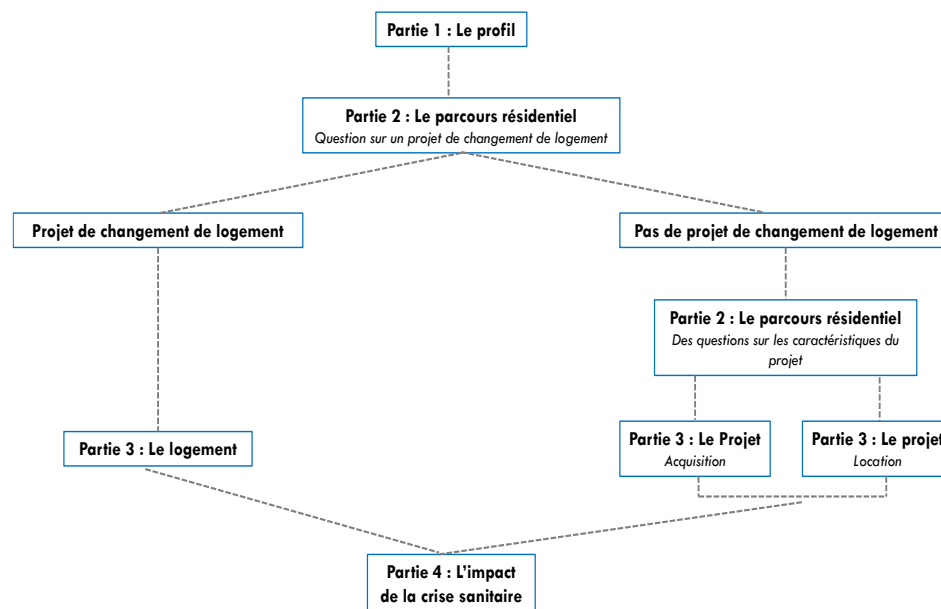 Partie 1 : Le profil
Partie 2 : Le parcours résidentiel
Question sur un projet de changement de logement
Projet de changement de logement
Pas de projet de changement de logement
Partie 2 : Le parcours résidentiel
Des questions sur les caractéristiques du
projet
Partie 3 : Le logement
Partie 3 : Le Projet
Acquisition
Partie 3 : Le projet
Location
Partie 4 : L’impact
de la crise sanitaire